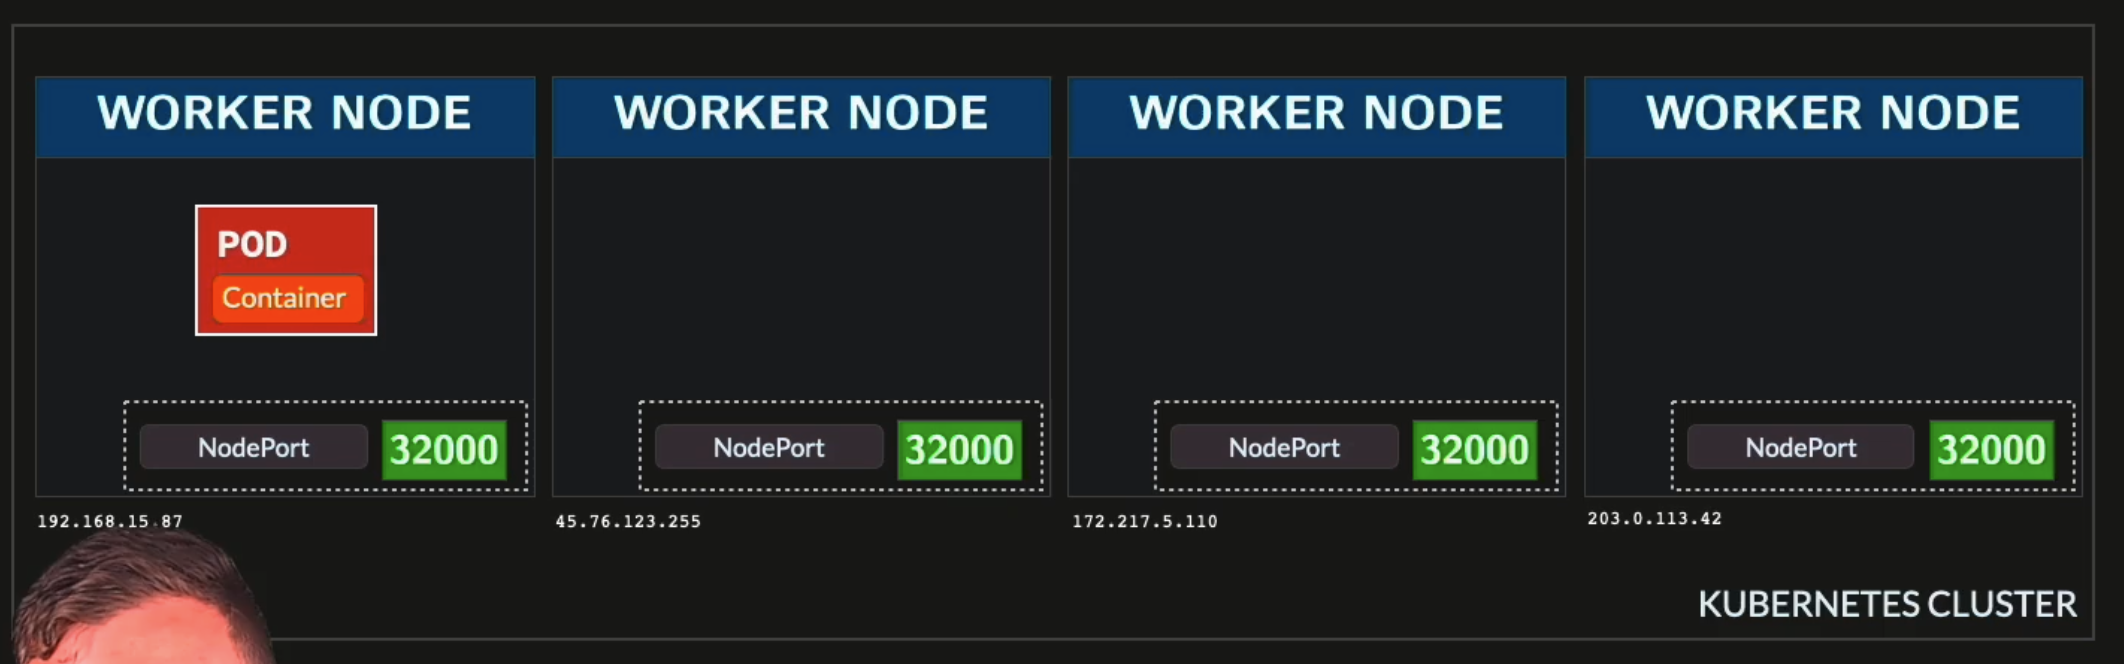 WORKER NODE
WORKER NODE
WORKER NODE
WORKER NODE
POD
Container
NodePort 32000
NodePort 32000
NodePort 32000
NodePort 32000
192.168.15.87
45.76.123.255
172.217.5.110
203.0.113.42
KUBERNETES CLUSTER